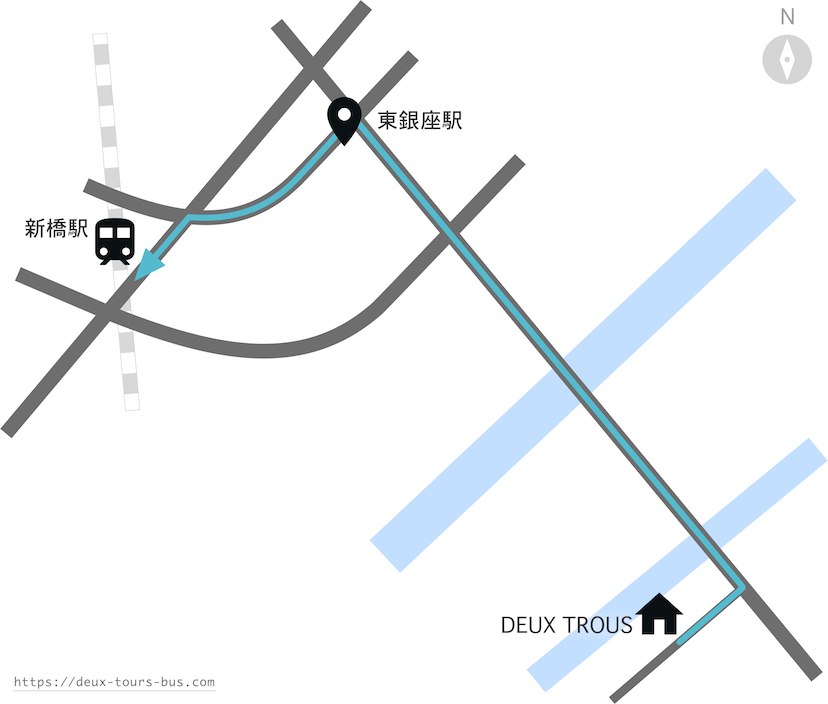 N
東銀座駅
新橋駅
DEUX TROUS
https://deux-tours-bus.com